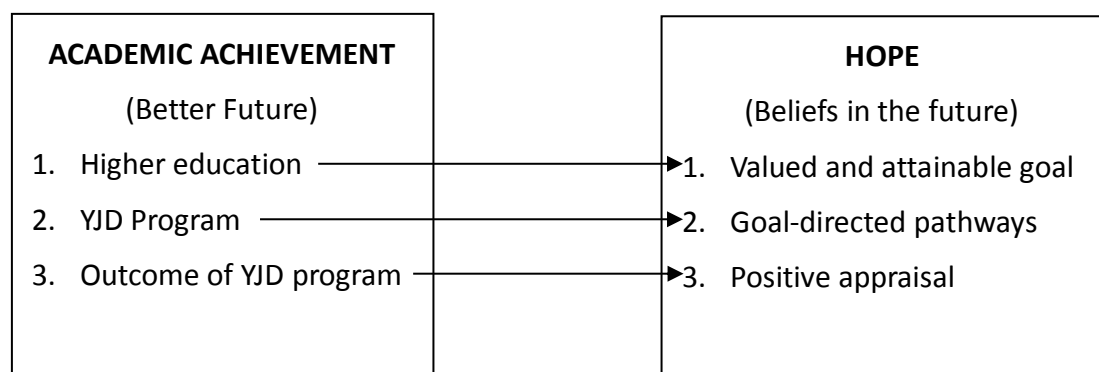 ACADEMIC ACHIEVEMENT
(Better Future)
1. Higher education
2. YJD Program
3. Outcome of YJD program
HOPE
(Beliefs in the future)
1. Valued and attainable goal
2. Goal-directed pathways
3. Positive appraisal